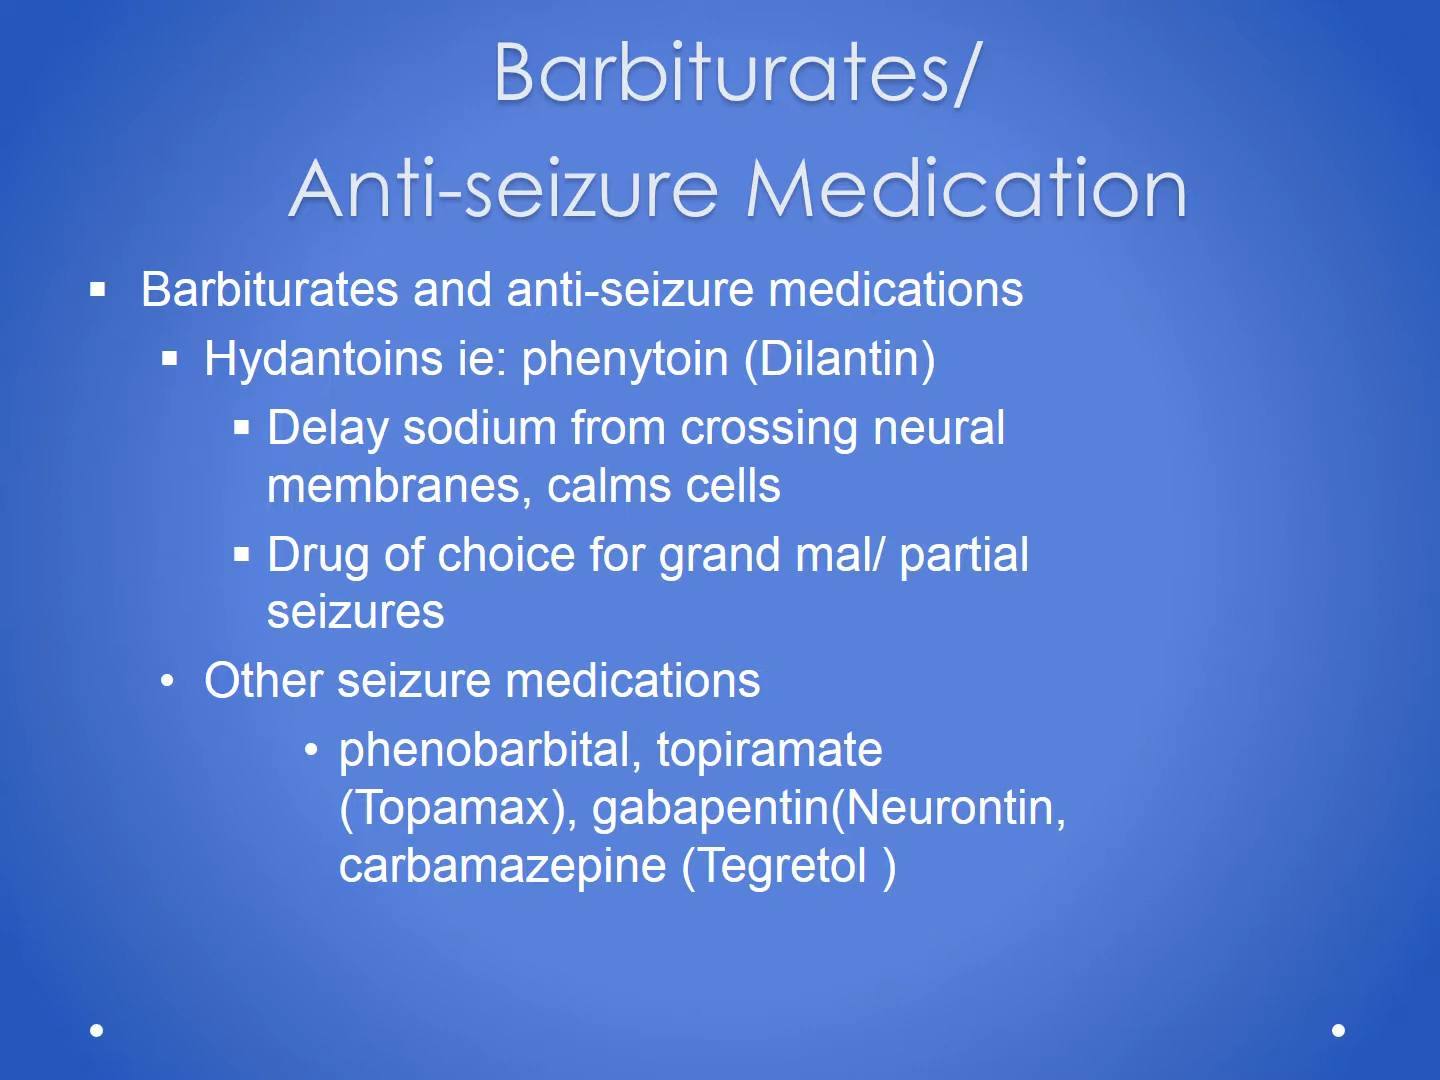 Barbiturates/
Anti-seizure Medication
▪ Barbiturates and anti-seizure medications
▪ Hydantoins ie: phenytoin (Dilantin)
▪ Delay sodium from crossing neural
membranes, calms cells
▪ Drug of choice for grand mal/ partial
seizures
• Other seizure medications
• phenobarbital, topiramate
(Topamax), gabapentin(Neurontin,
carbamazepine (Tegretol )